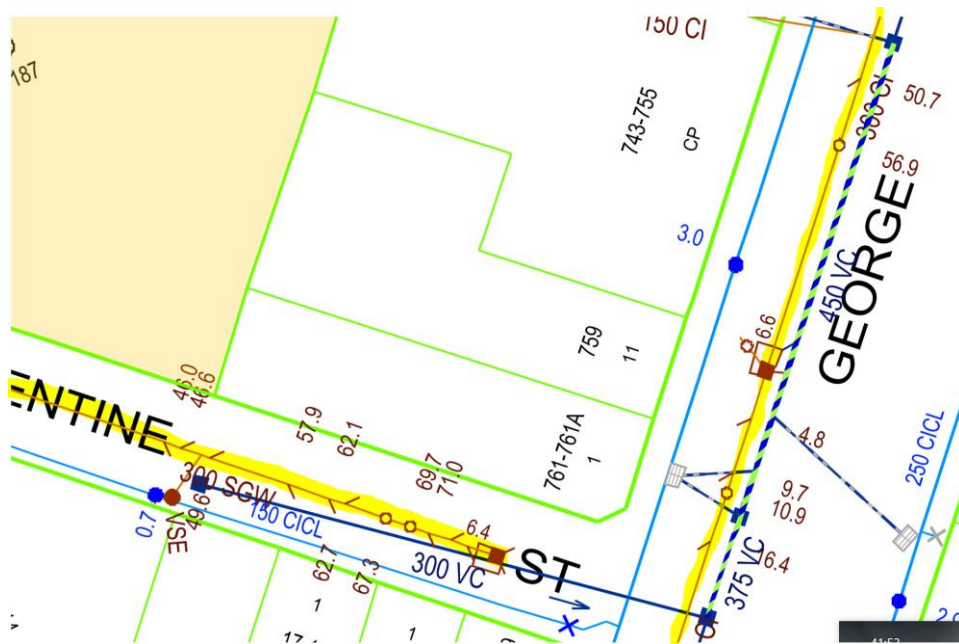 187
150 CI
743-755
CP
300 CI
50.7
56.9
3.0
GEORGE
450 VC
6.6
759
11
46.0
46.6
ENTINE
57.9
62.1
69.7
71.0
761-761A
1
4.8
250 CICL
300 SGW
49.6
0.7
VSE
150 CICL
6.4
300 VC
ST
9.7
10.9
375 VC
16.4
62.7
67.3
1
1